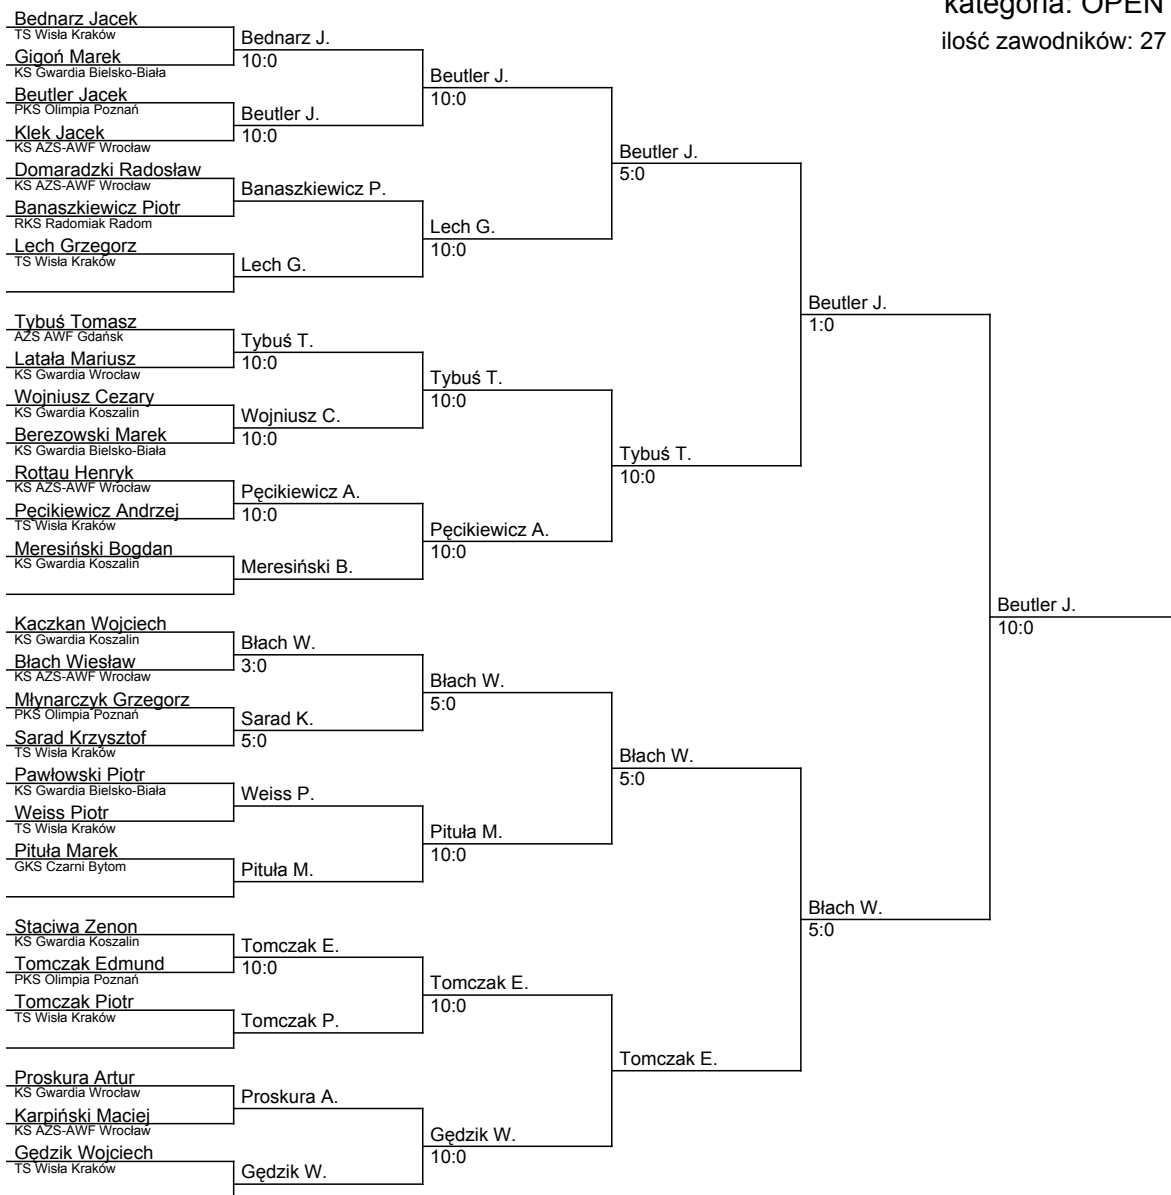 kategoria: OPEN
ilość zawodników: 27
Bednarz Jacek
TS Wisła Kraków
Gigoń Marek
KS Gwardia Bielsko-Biała
Beutler Jacek
PKS Olimpia Poznań
Klek Jacek
KS AZS-AWF Wrocław
Domaradzki Radosław
KS AZS-AWF Wrocław
Banaszkiewicz Piotr
RKS Radomiak Radom
Lech Grzegorz
TS Wisła Kraków
Tybuś Tomasz
AZS AWF Gdańsk
Latała Mariusz
KS Gwardia Wrocław
Wojniusz Cezary
KS Gwardia Koszalin
Berezowski Marek
KS Gwardia Bielsko-Biała
Rottau Henryk
KS AZS-AWF Wrocław
Pęcikiewicz Andrzej
TS Wisła Kraków
Meresiński Bogdan
KS Gwardia Koszalin
Kaczkan Wojciech
KS Gwardia Koszalin
Błach Wiesław
KS AZS-AWF Wrocław
Młynarczyk Grzegorz
PKS Olimpia Poznań
Sarad Krzysztof
TS Wisła Kraków
Pawłowski Piotr
KS Gwardia Bielsko-Biała
Weiss Piotr
TS Wisła Kraków
Pituła Marek
GKS Czarni Bytom
Staciwa Zenon
KS Gwardia Koszalin
Tomczak Edmund
PKS Olimpia Poznań
Tomczak Piotr
TS Wisła Kraków
Proskura Artur
KS Gwardia Wrocław
Karpiński Maciej
KS AZS-AWF Wrocław
Gędzik Wojciech
TS Wisła Kraków
Bednarz J.
10:0
Beutler J.
10:0
Banaszkiewicz P.
Lech G.
Tybuś T.
10:0
Wojniusz C.
10:0
Pęcikiewicz A.
10:0
Meresiński B.
Błach W.
3:0
Sarad K.
5:0
Weiss P.
Pituła M.
Tomczak E.
10:0
Tomczak P.
Proskura A.
Gędzik W.
Beutler J.
10:0
Lech G.
10:0
Tybuś T.
10:0
Pęcikiewicz A.
10:0
Błach W.
5:0
Pituła M.
10:0
Tomczak E.
10:0
Gędzik W.
10:0
Beutler J.
5:0
Tybuś T.
10:0
Błach W.
5:0
Tomczak E.
Beutler J.
1:0
Błach W.
5:0
Beutler J.
10:0